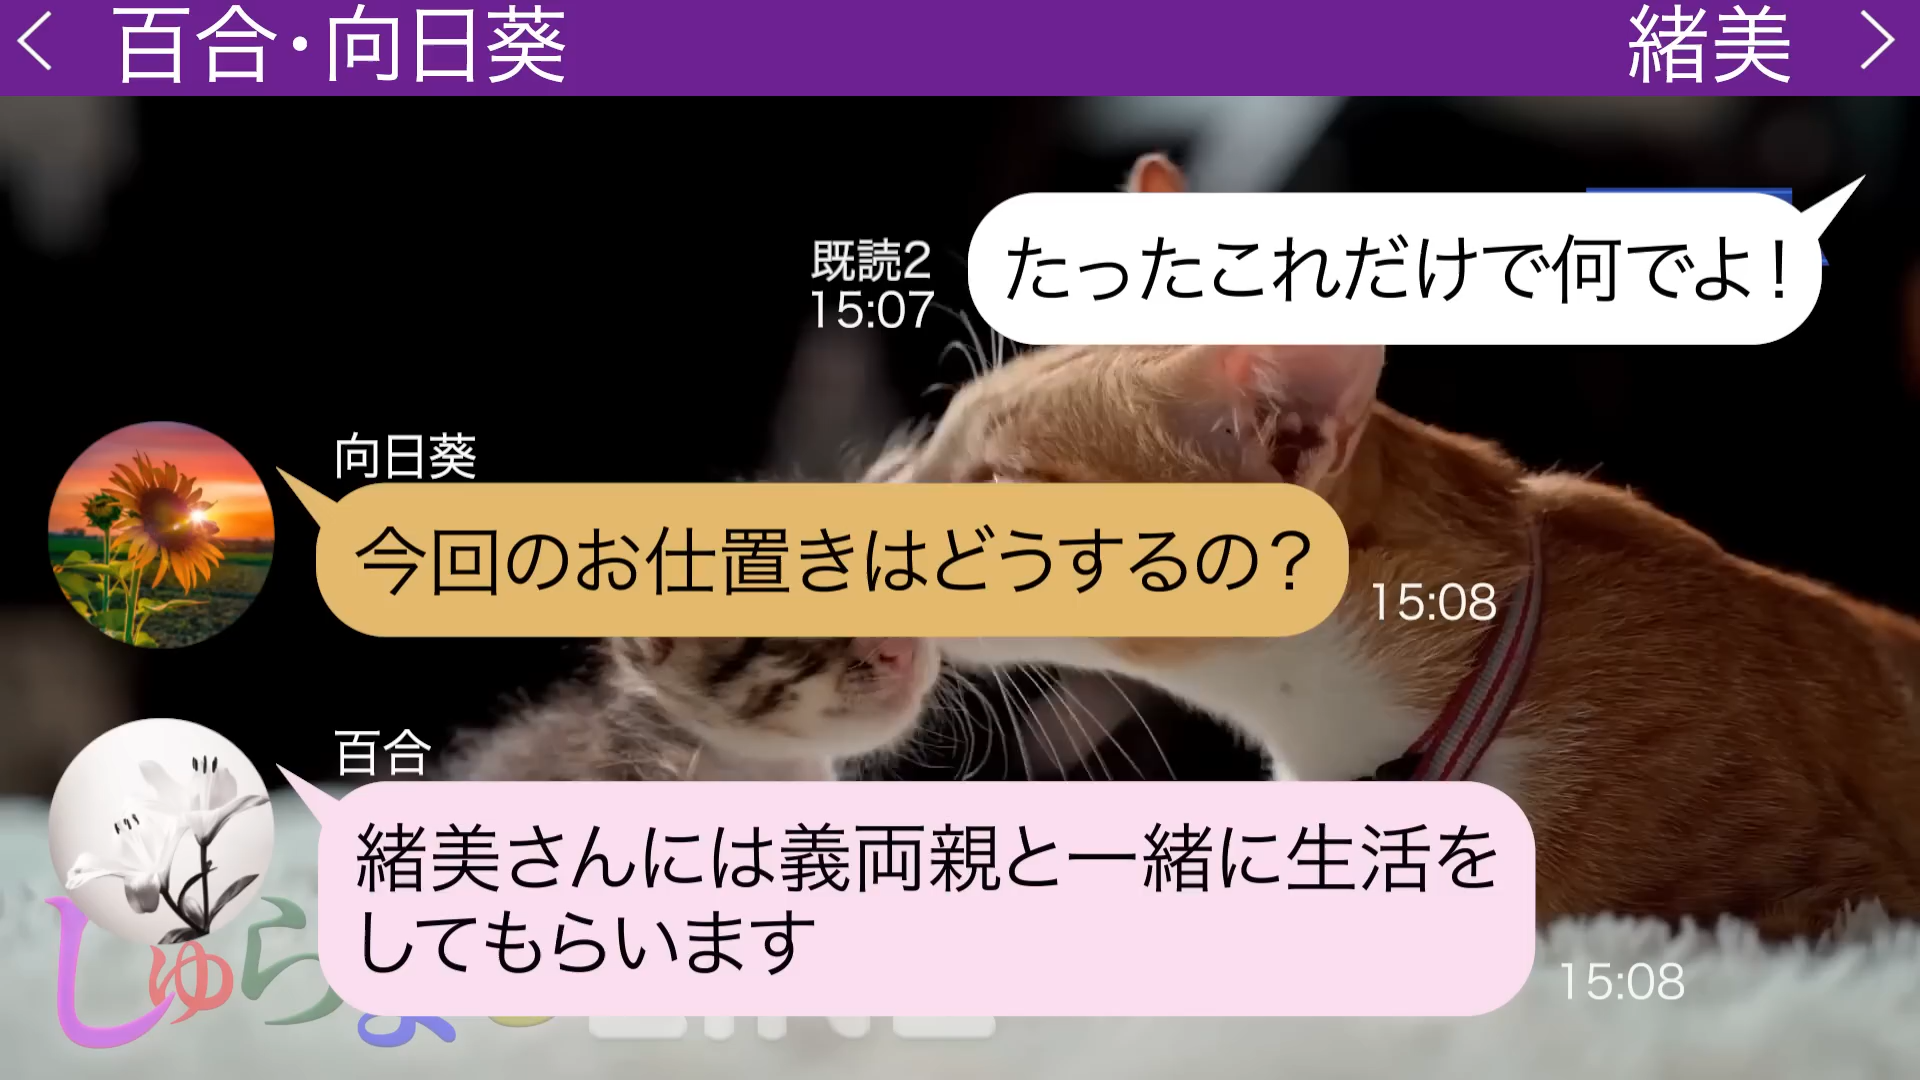 百合・向日葵
緒美
たったこれだけで何でよ!
既読2
15:07
向日葵
今回のお仕置きはどうするの?
15:08
百合
緒美さんには義両親と一緒に生活を
してもらいます
15:08
しゅら